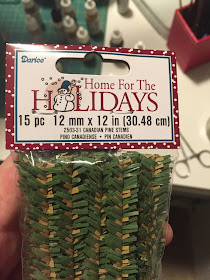 Darice
Home For The
HOLIDAYS
15 pc 12 mm x 12 in (30.48 cm)
2503-31 CANADIAN PINE STEMS
PINO CANADIENSE • PIN CANADIEN